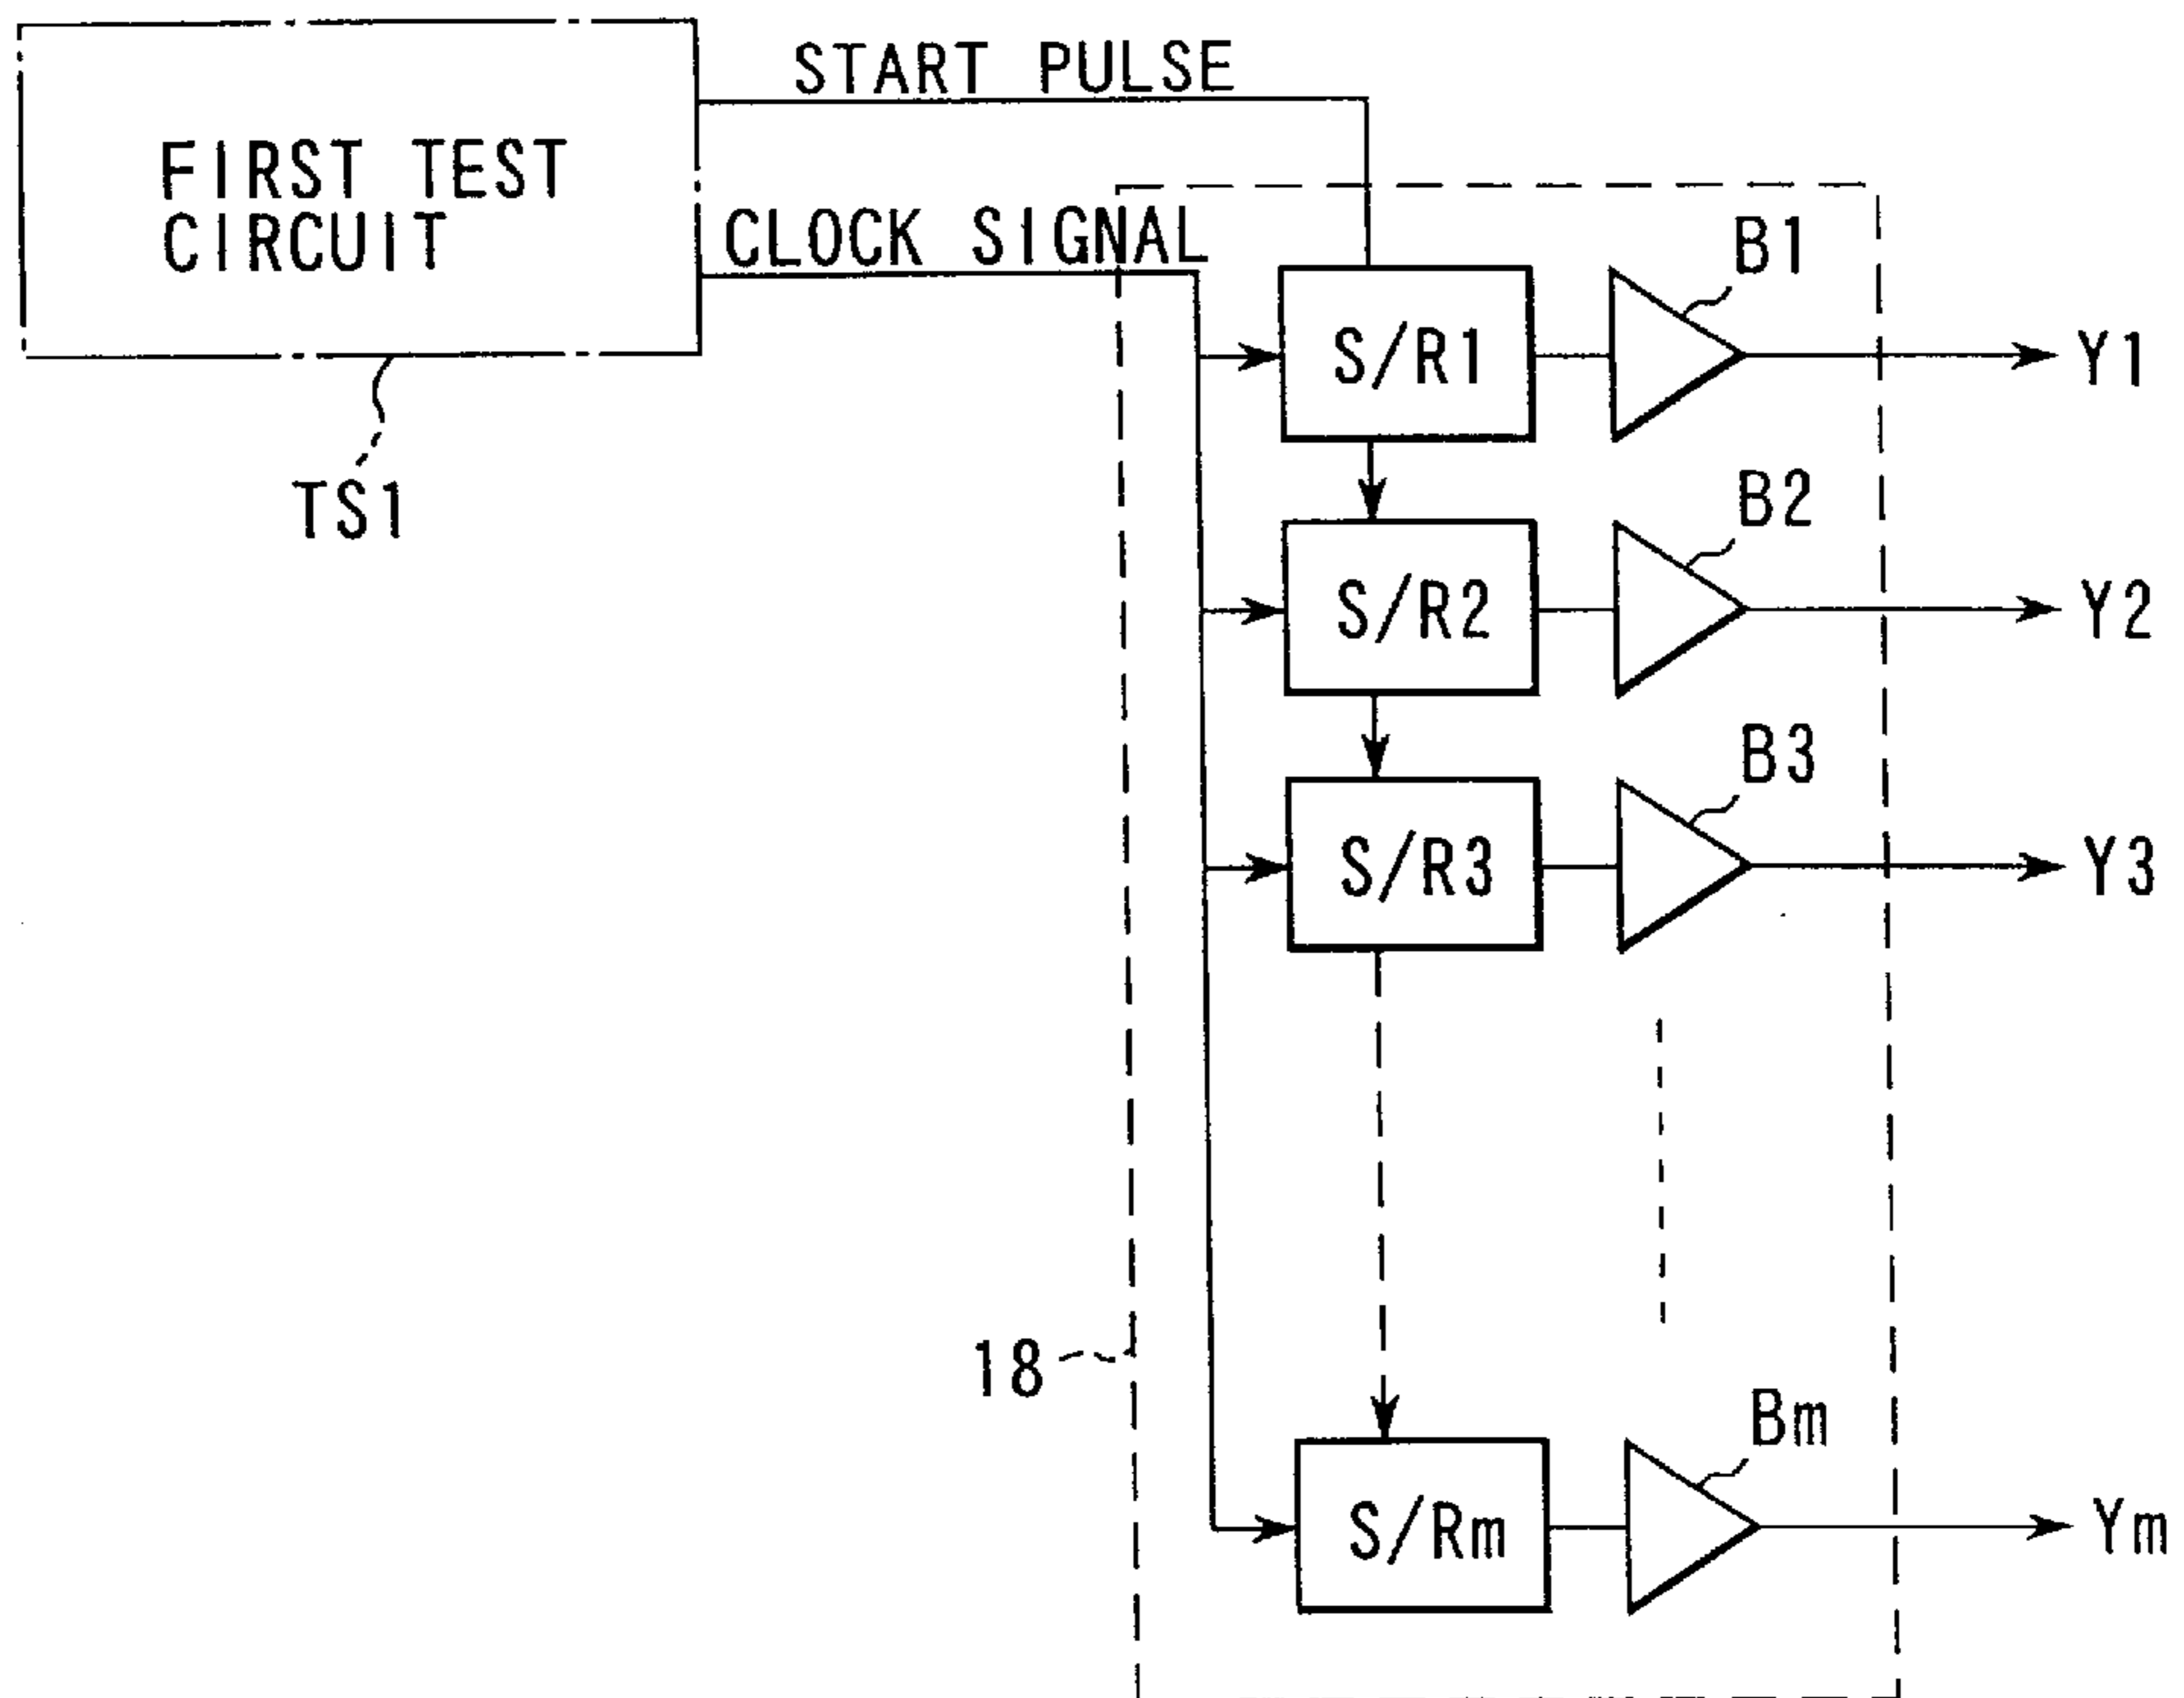 START PULSE
FIRST TEST
CIRCUIT
CLOCK SIGNAL
TS1
B1
S/R1
Y1
B2
S/R2
Y2
B3
S/R3
Y3
18
Bm
S/Rm
Ym